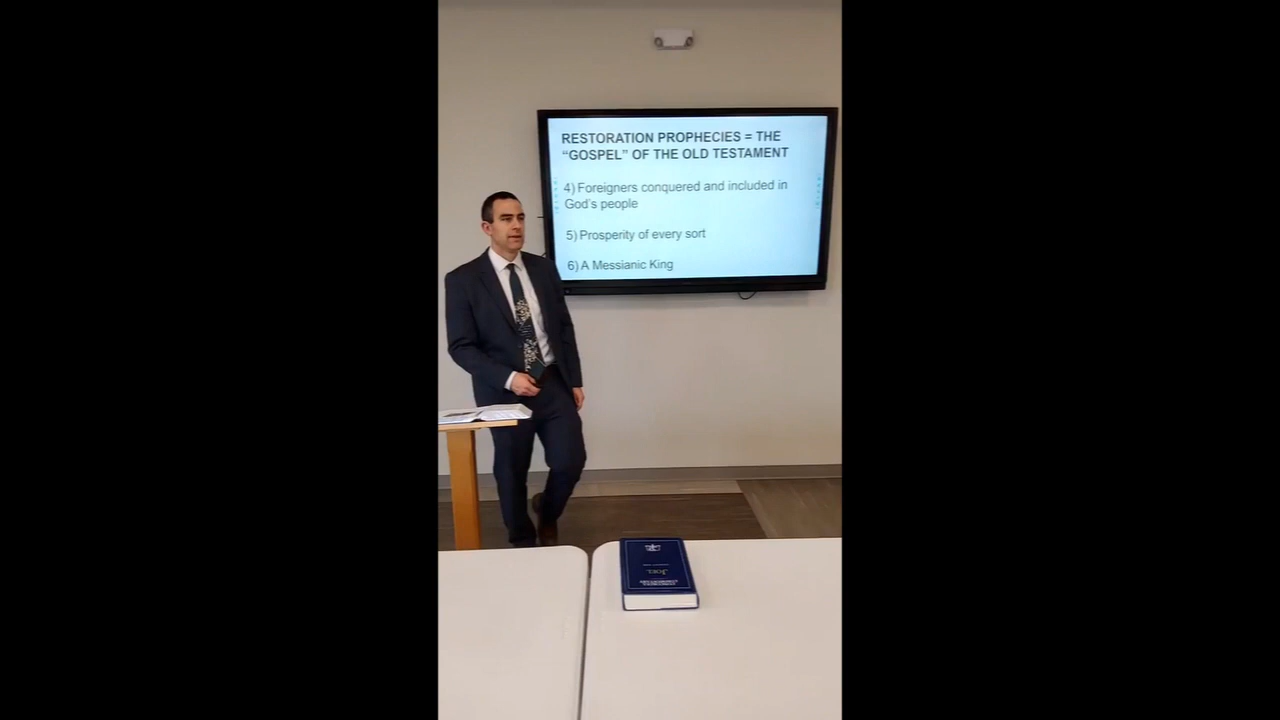 RESTORATION PROPHECIES = THE
“GOSPEL” OF THE OLD TESTAMENT
4) Foreigners conquered and included in
God's people
5) Prosperity of every sort
6) A Messianic King
JOEL